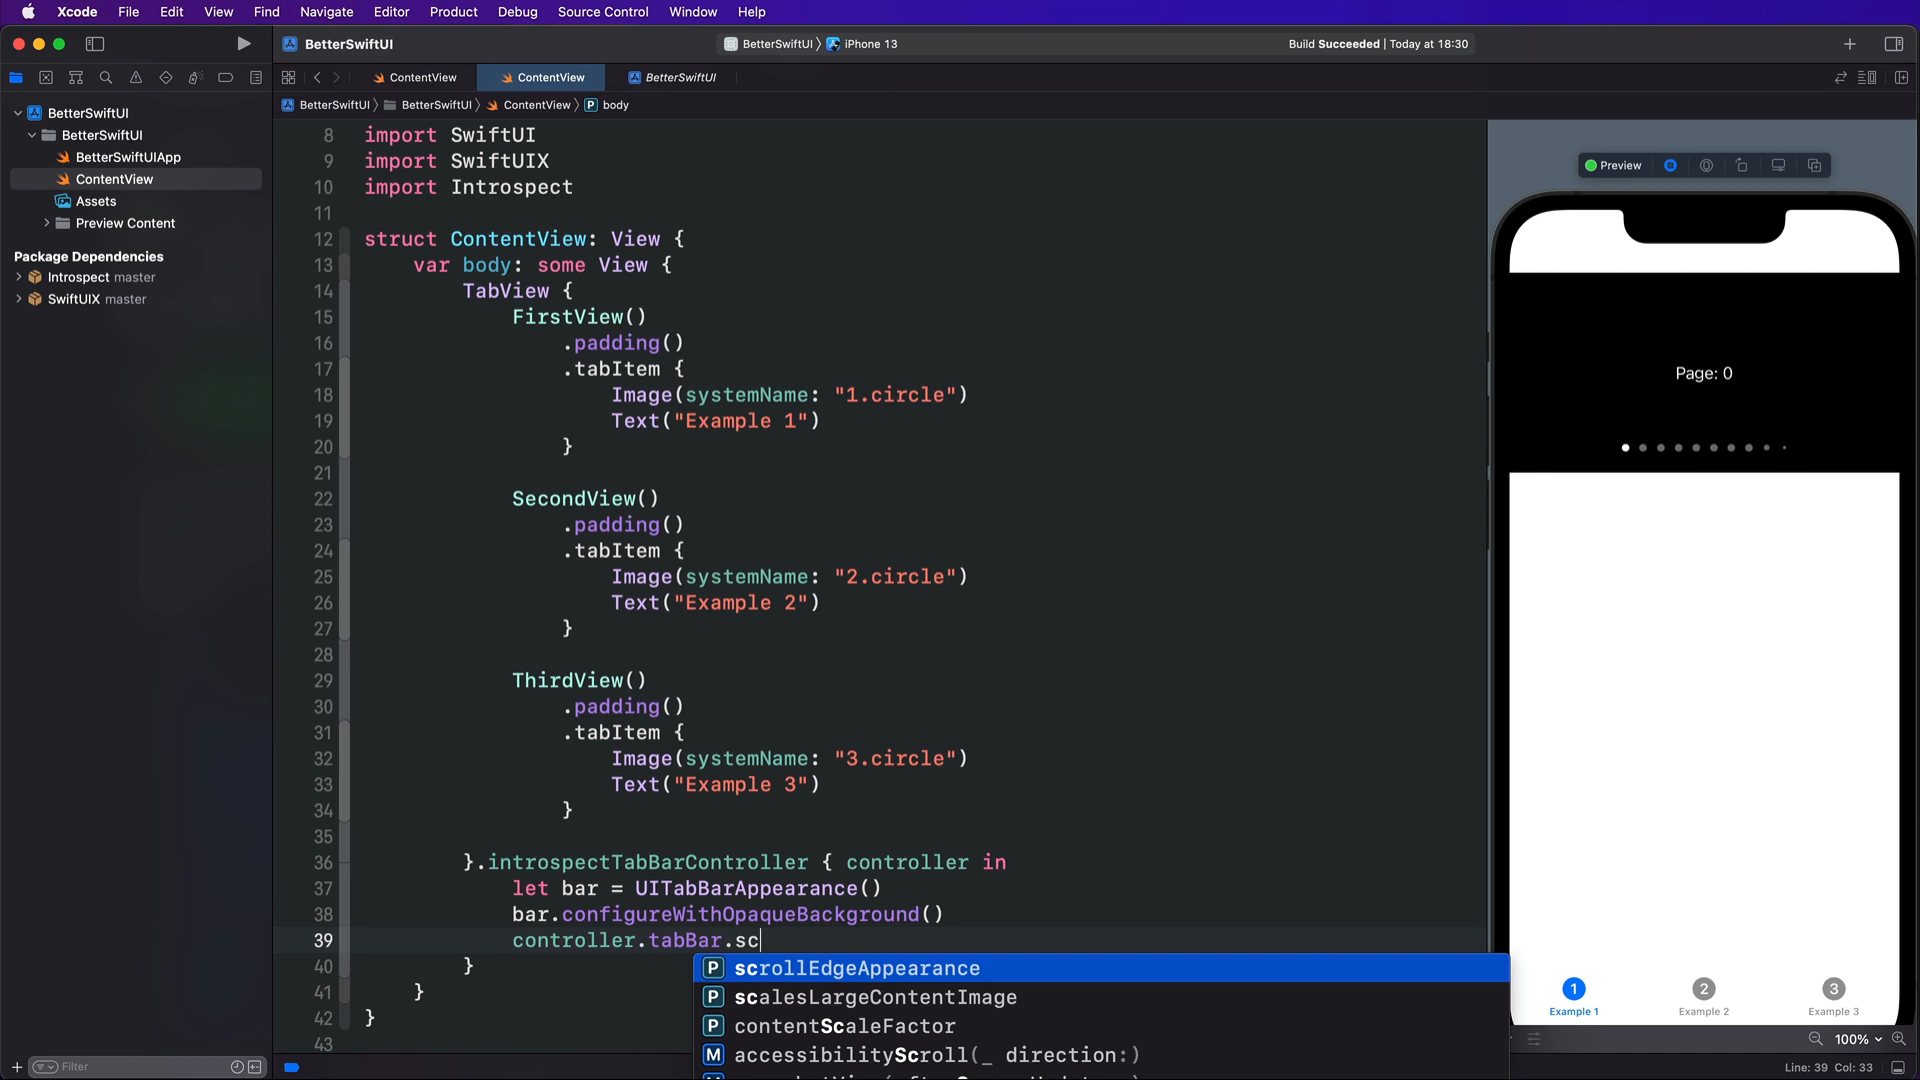 Xcode File Edit View Find Navigate Editor Product Debug Source Control Window Help
BetterSwiftUI
BetterSwiftUI 〉 iPhone 13
Build Succeeded | Today at 18:30
ContentView
ContentView
BetterSwiftUI
BetterSwiftUI 〉 BetterSwiftUI 〉 ContentView 〉 P body
BetterSwiftUI
BetterSwiftUI
BetterSwiftUIApp
ContentView
Assets
Preview Content
Package Dependencies
Introspect master
SwiftUIX master
8 import SwiftUI
9 import SwiftUIX
10 import Introspect
11
12 struct ContentView: View {
13 var body: some View {
14 TabView {
15 FirstView()
16 .padding()
17 .tabItem {
18 Image(systemName: "1.circle")
19 Text("Example 1")
20 }
21
22 SecondView()
23 .padding()
24 .tabItem {
25 Image(systemName: "2.circle")
26 Text("Example 2")
27 }
28
29 ThirdView()
30 .padding()
31 .tabItem {
32 Image(systemName: "3.circle")
33 Text("Example 3")
34 }
35
36 }.introspectTabBarController { controller in
37 let bar = UITabBarAppearance()
38 bar.configureWithOpaqueBackground()
39 controller.tabBar.sc
40 }
41 }
42 }
43
P scrollEdgeAppearance
P scalesLargeContentImage
P contentScaleFactor
M accessibilityScroll(_ direction:)
Preview
Page: 0
1 2 3
Example 1 Example 2 Example 3
100%
Filter
Line: 39 Col: 33